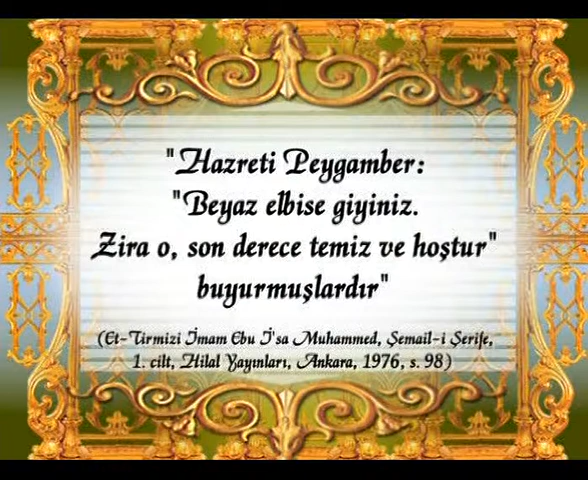 "Hazreti Peygamber:
"Beyaz elbise giyiniz.
Zira o, son derece temiz ve hoştur"
buyurmuşlardır"
(Et-Tirmizi İmam Ebu İ'sa Muhammed, Şemail-i Şerife,
1. cilt, Hilal Yayınları, Ankara, 1976, s. 98)